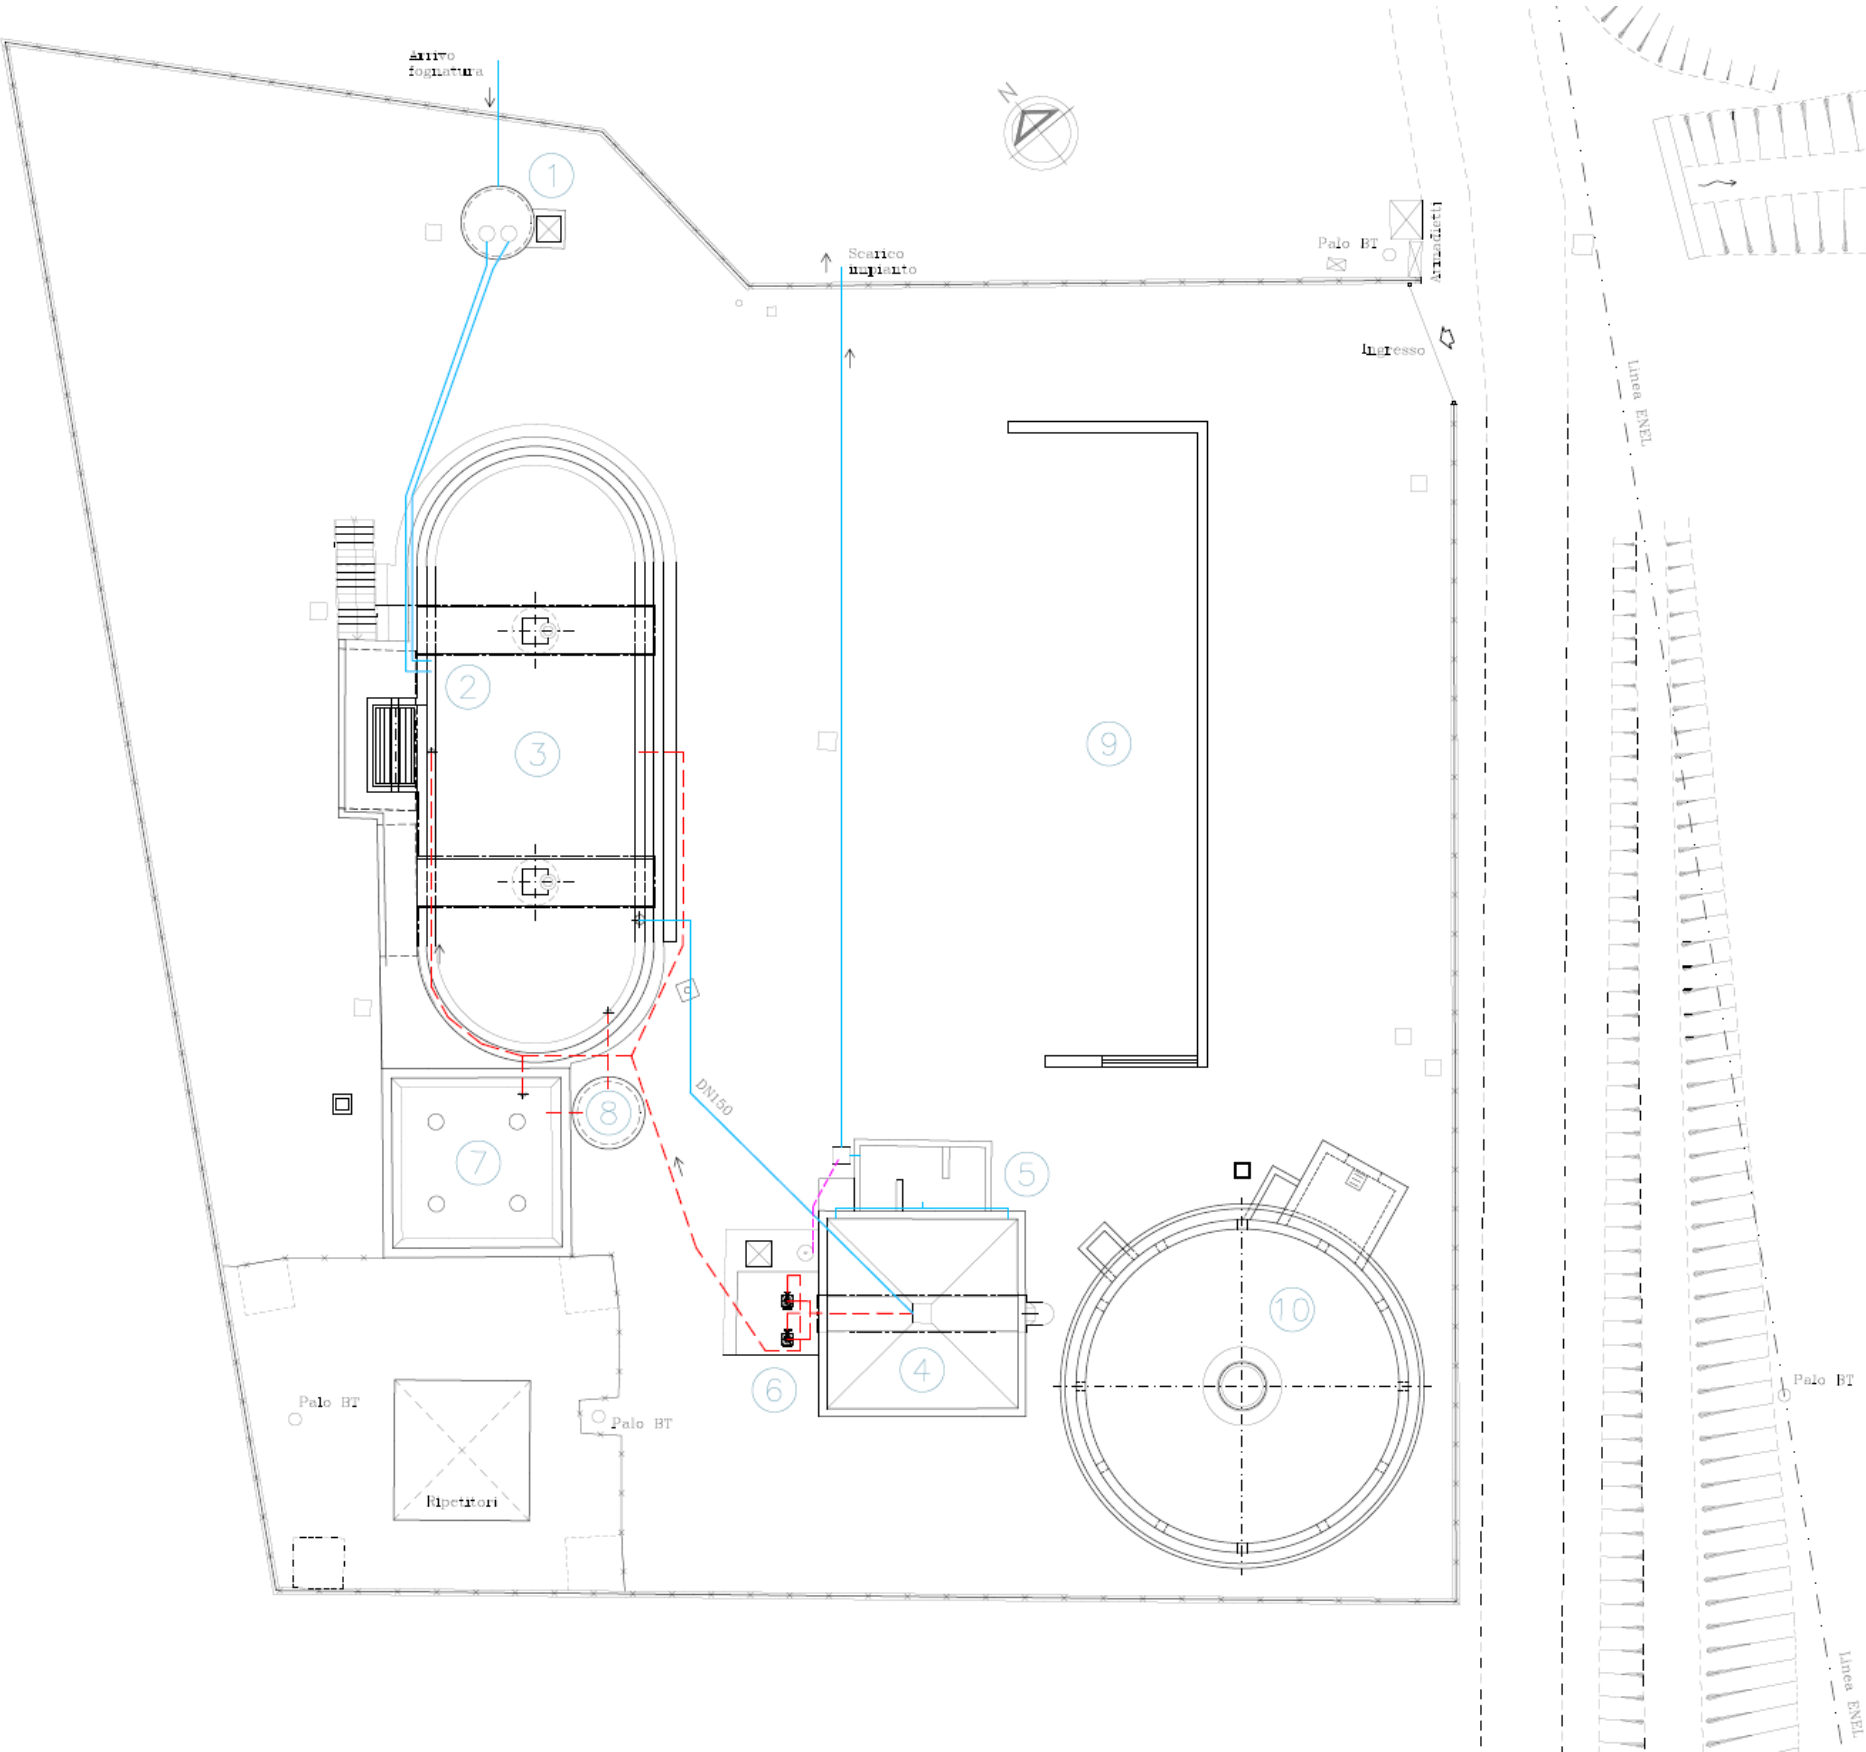 Arrivo
fognatura
1
N
Scarico
impianto
Palo BT
Armadietti
Ingresso
Linea ENEL
2
3
9
DN150
8
7
5
10
4
6
Palo BT
Palo BT
Palo BT
Ripetitori
Linea ENEL